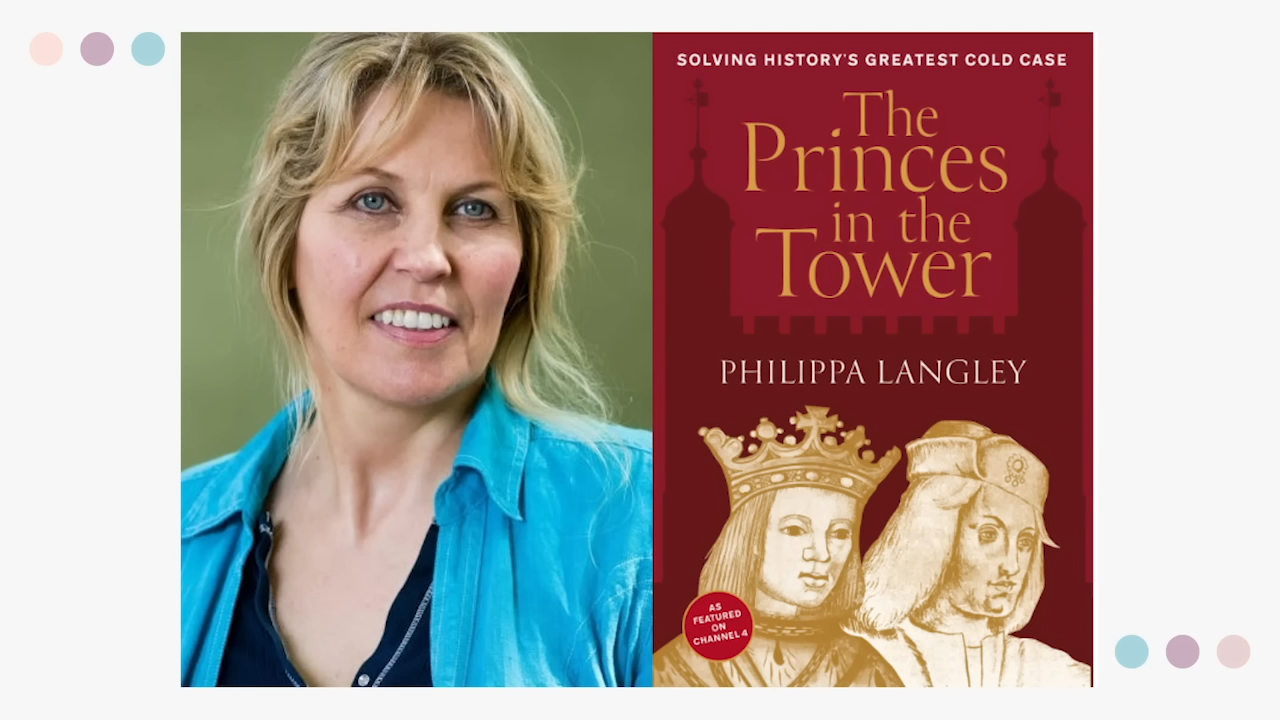 SOLVING HISTORY'S GREATEST COLD CASE
The
Princes
in the
Tower
PHILIPPA LANGLEY
AS
FEATURED
ON
CHANNEL 4